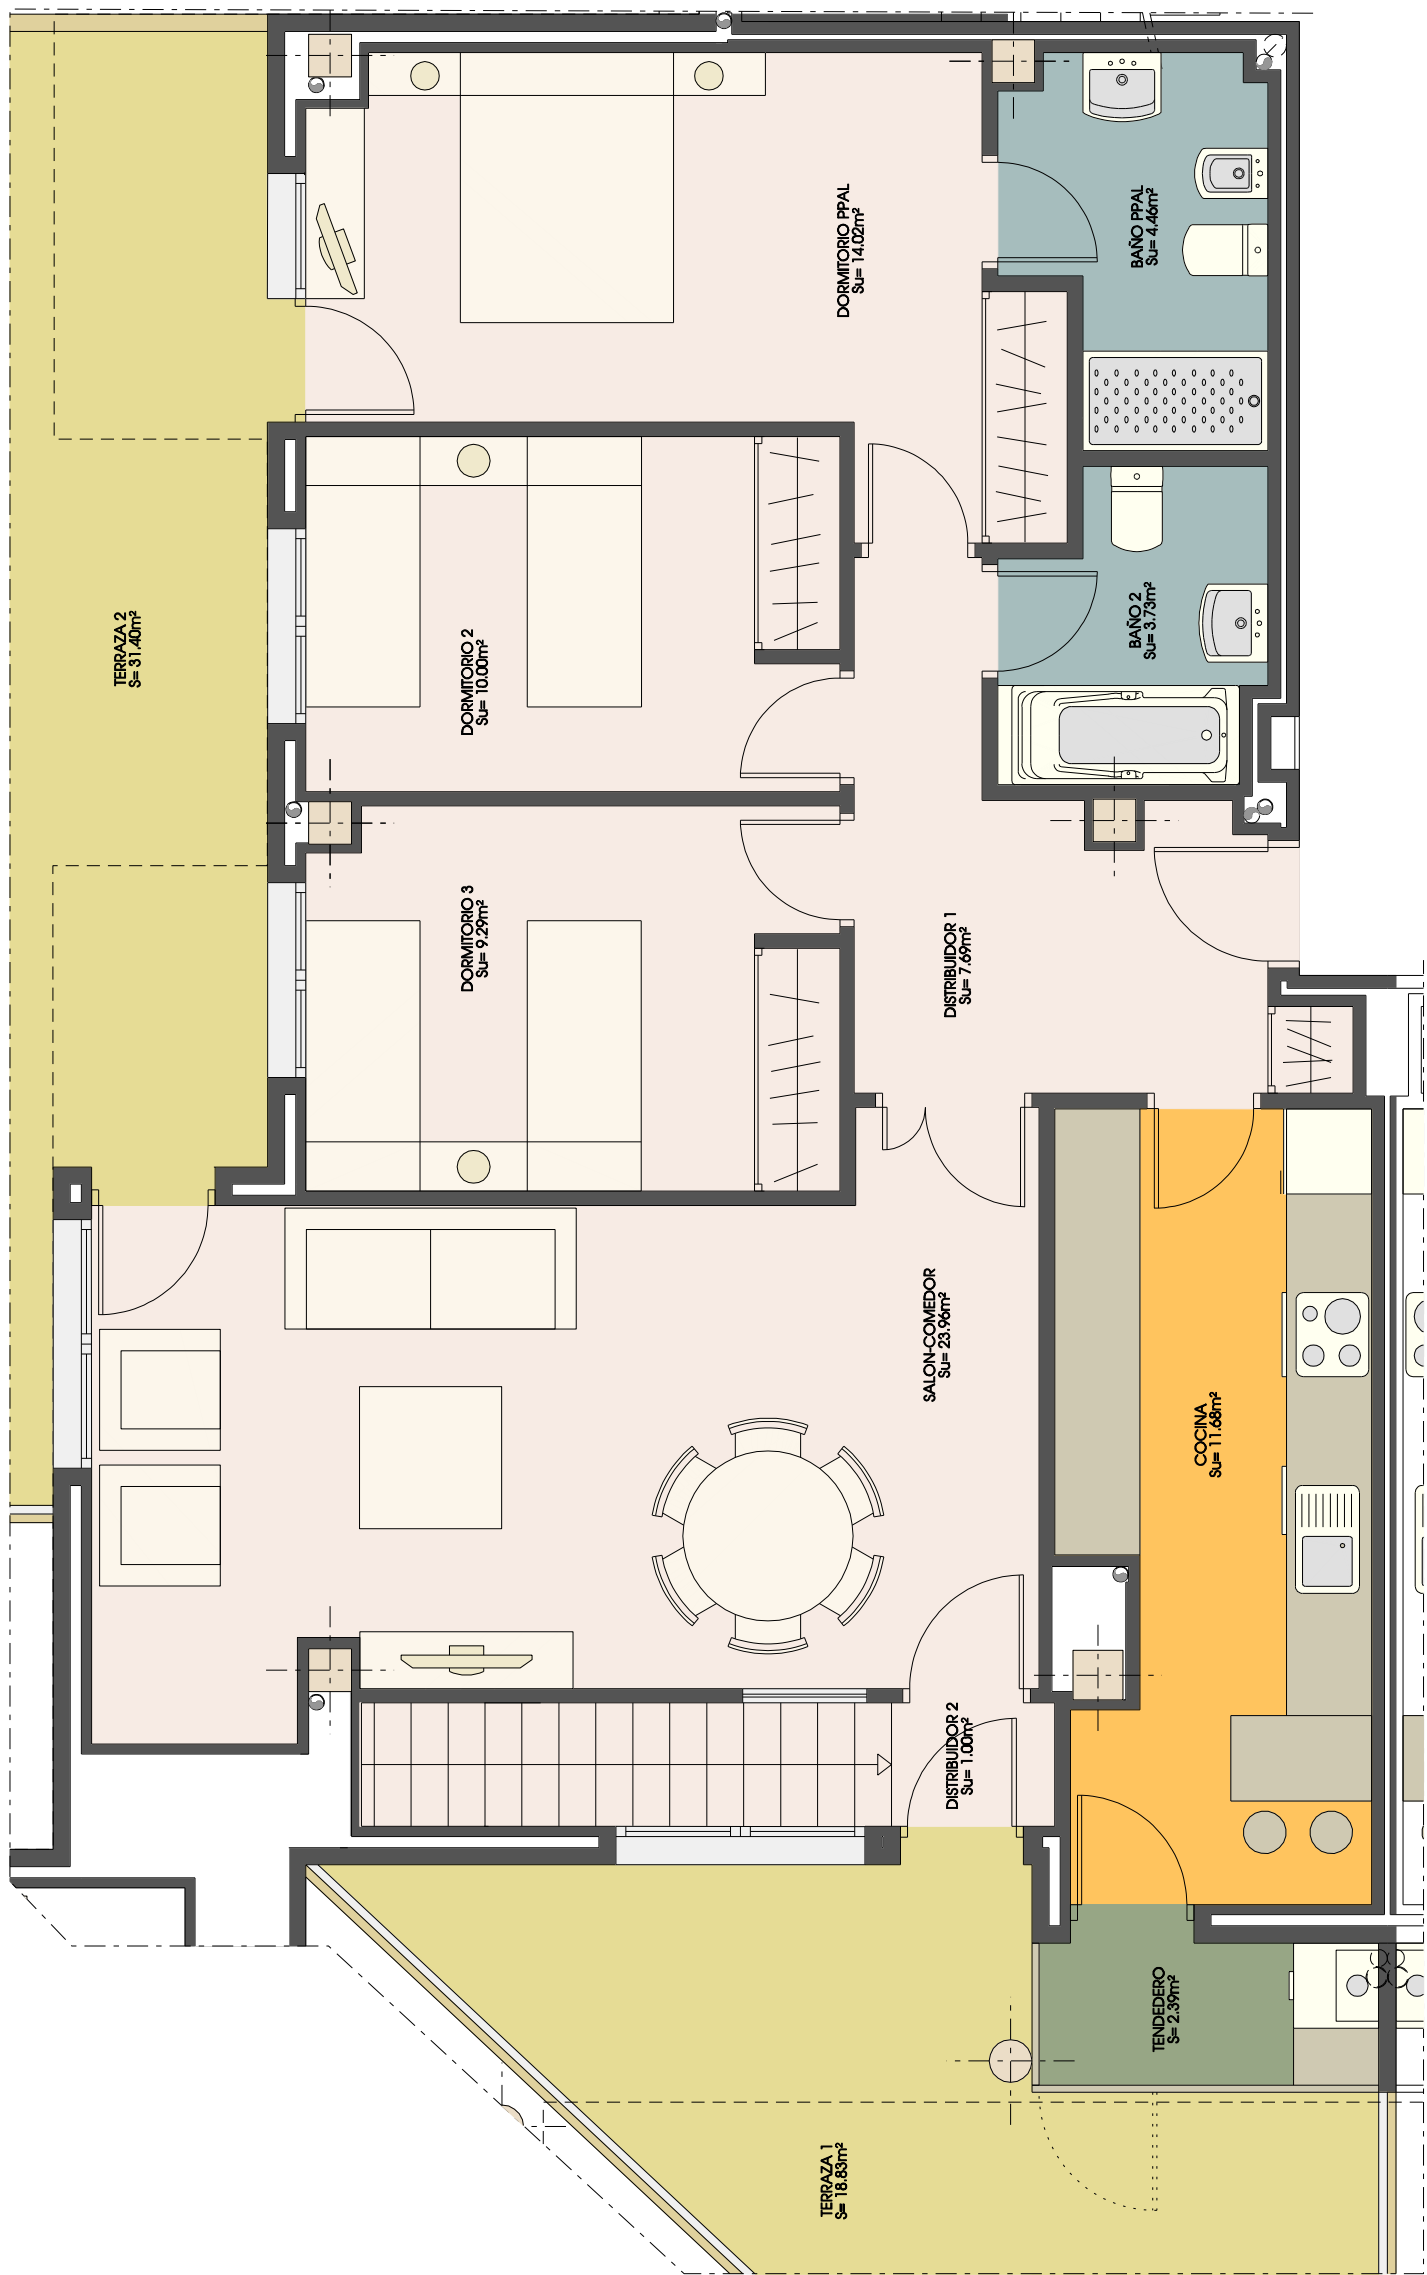 DORMITORIO PPAL
Su= 14.02m²
BAÑO PPAL
Su= 4.46m²
TERRAZA 2
S= 31.40m²
DORMITORIO 2
Su= 10.00m²
BAÑO 2
Su= 3.73m²
DORMITORIO 3
Su= 9.29m²
DISTRIBUIDOR 1
Su= 7.69m²
SALON-COMEDOR
Su= 23.96m²
COCINA
Su= 11.68m²
DISTRIBUIDOR 2
Su= 1.00m²
TENDEDERO
S= 2.39m²
TERRAZA 1
S= 18.83m²